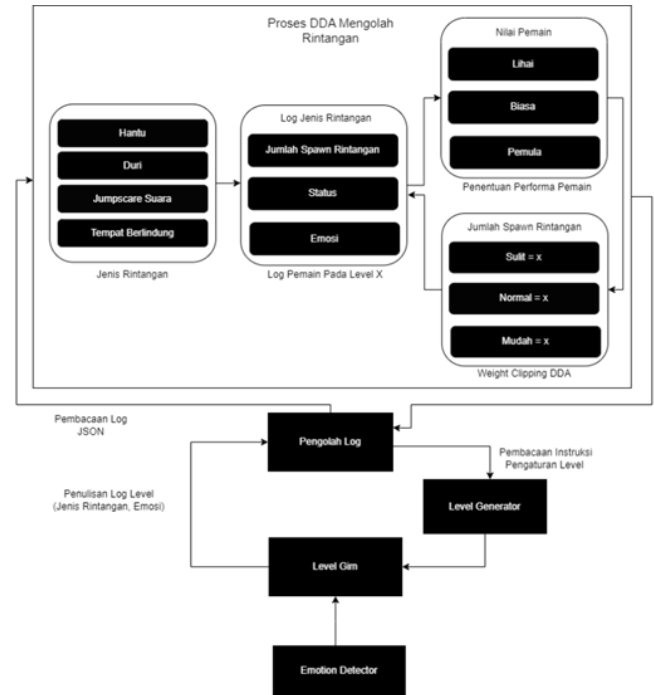 Proses DDA Mengolah
Rintangan
Nilai Pemain
Lihai
Biasa
Pemula
Penentuan Performa Pemain
Log Jenis Rintangan
Jumlah Spawn Rintangan
Status
Emosi
Log Pemain Pada Level X
Hantu
Duri
Jumpscare Suara
Tempat Berlindung
Jenis Rintangan
Jumlah Spawn Rintangan
Sulit = x
Normal = x
Mudah = x
Weight Clipping DDA
Pembacaan Log
JSON
Pengolah Log
Pembacaan Instruksi
Pengaturan Level
Penulisan Log Level
(Jenis Rintangan, Emosi)
Level Generator
Level Gim
Emotion Detector